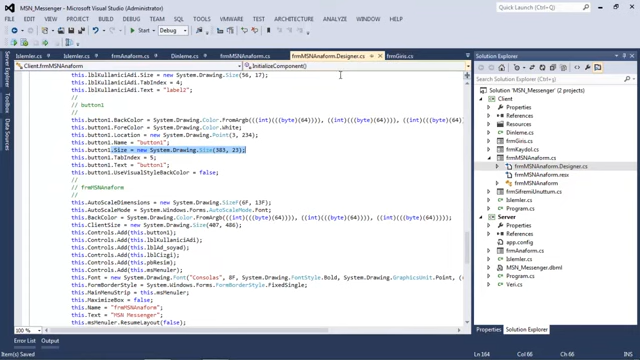 MSN_Messenger - Microsoft Visual Studio
FILE EDIT VIEW PROJECT BUILD DEBUG TEAM SQL TOOLS TEST ARCHITECTURE ANALYZE WINDOW HELP
Start Debug
Islemler.cs frmAnaform.cs Dinleme.cs frmMSNAnaform.cs frmMSNAnaform.Designer.cs frmGiris.cs
Client.frmMSNAnaform InitializeComponent()
this.lblKullaniciAdi.Size = new System.Drawing.Size(56, 17);
this.lblKullaniciAdi.TabIndex = 4;
this.lblKullaniciAdi.Text = "label2";
//
// button1
//
this.button1.BackColor = System.Drawing.Color.FromArgb(((int)(((byte)(64)))), ((int)(((byte)(64)))), ((int)(((byte)
this.button1.ForeColor = System.Drawing.Color.White;
this.button1.Location = new System.Drawing.Point(3, 234);
this.button1.Name = "button1";
this.button1.Size = new System.Drawing.Size(383, 23);
this.button1.TabIndex = 5;
this.button1.Text = "button1";
this.button1.UseVisualStyleBackColor = false;
//
// frmMSNAnaform
//
this.AutoScaleDimensions = new System.Drawing.SizeF(6F, 13F);
this.AutoScaleMode = System.Windows.Forms.AutoScaleMode.Font;
this.BackColor = System.Drawing.Color.FromArgb(((int)(((byte)(64)))), ((int)(((byte)(64)))), ((int)(((byte)(64))))
this.ClientSize = new System.Drawing.Size(407, 486);
this.Controls.Add(this.button1);
this.Controls.Add(this.lblKullaniciAdi);
this.Controls.Add(this.lblAd_soyad);
this.Controls.Add(this.lblCizgi);
this.Controls.Add(this.pbResim);
this.Controls.Add(this.msMenuler);
this.Font = new System.Drawing.Font("Consolas", 8F, System.Drawing.FontStyle.Bold, System.Drawing.GraphicsUnit.Point, (
this.FormBorderStyle = System.Windows.Forms.FormBorderStyle.FixedSingle;
this.MainMenuStrip = this.msMenuler;
this.MaximizeBox = false;
this.Name = "frmMSNAnaform";
this.Text = "MSN Messenger";
this.msMenuler.ResumeLayout(false);
100 %
Server Explorer
Toolbox
Data Sources
Solution Explorer
Solution 'MSN_Messenger' (2 projects)
Client
Properties
References
Dinleme.cs
frmGiris.cs
frmKaydol.cs
frmMSNAnaform.cs
frmMSNAnaform.Designer.cs
frmMSNAnaform.resx
frmMSNAnaform
frmSifremiUnuttum.cs
Islemler.cs
Program.cs
Server
Properties
References
app.config
frmAnaform.cs
Islemler.cs
MSN_Messenger.dbml
Program.cs
Veri.cs
Properties Solution Explorer
Error List Output
Item(s) Saved Ln 164 Col 66 Ch 66